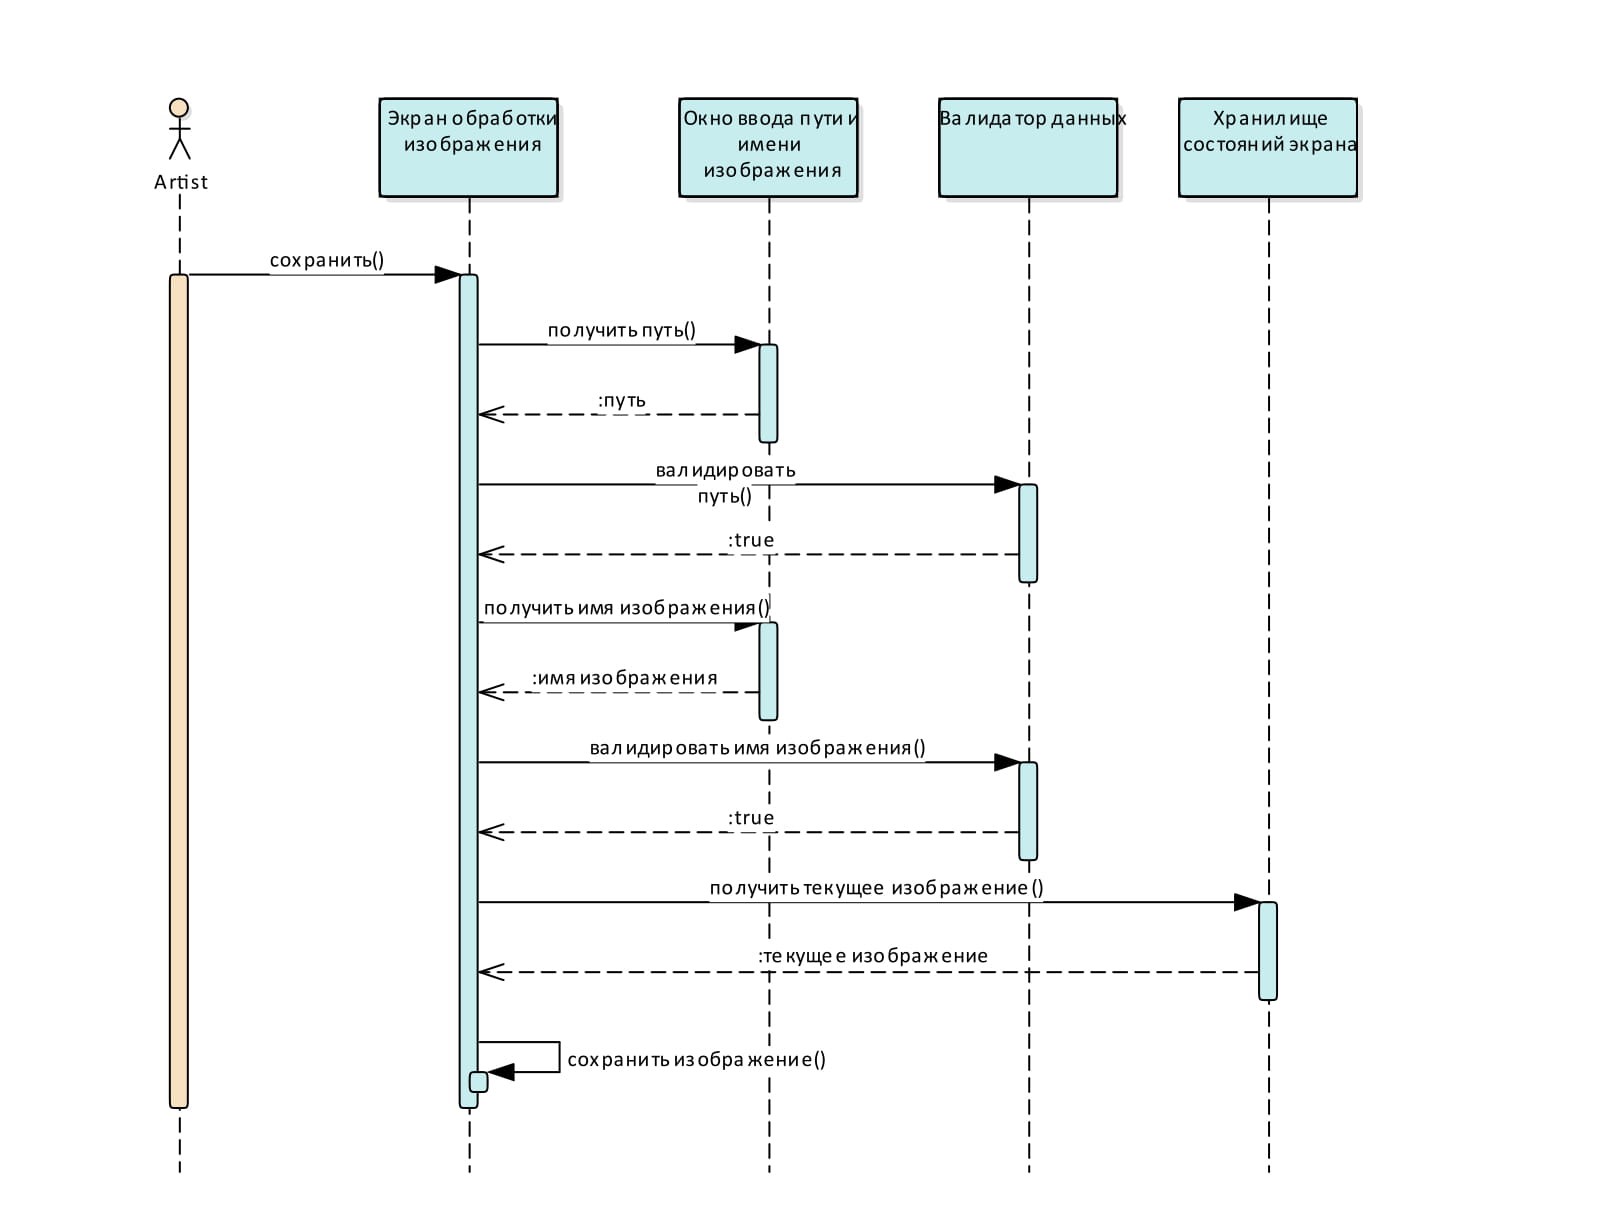 Artist
Экран обработки
изображения
Окно ввода пути и
имени
изображения
Валидатор данных
Хранилище
состояний экрана
сохранить()
получить путь()
:путь
валидировать
путь()
:true
получить имя изображения()
:имя изображения
валидировать имя изображения()
:true
получить текущее изображение()
:текущее изображение
сохранить изображение()